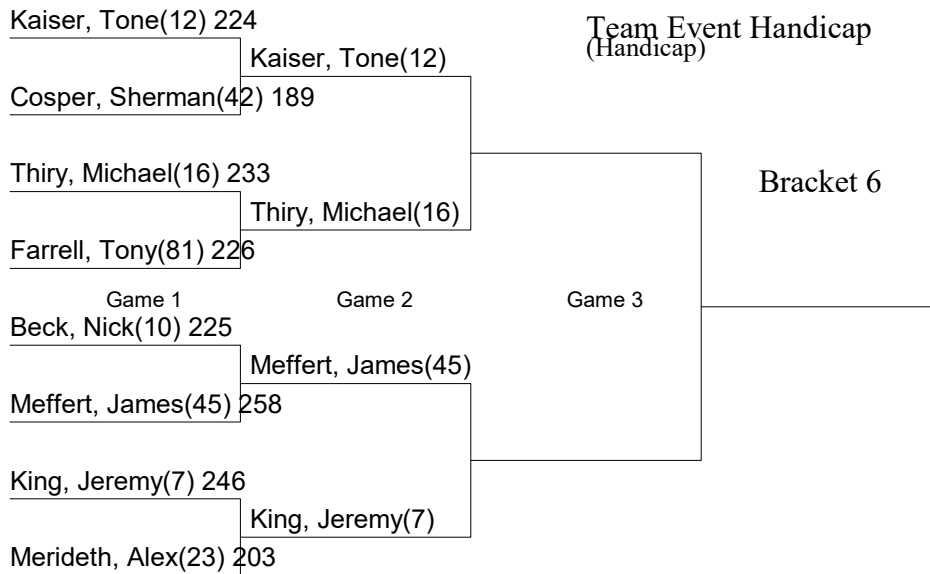 Kaiser, Tone(12) 224
Team Event Handicap
(Handicap)
Kaiser, Tone(12)
Cosper, Sherman(42) 189
Thiry, Michael(16) 233
Bracket 6
Thiry, Michael(16)
Farrell, Tony(81) 226
Game 1
Game 2
Game 3
Beck, Nick(10) 225
Meffert, James(45)
Meffert, James(45) 258
King, Jeremy(7) 246
King, Jeremy(7)
Merideth, Alex(23) 203